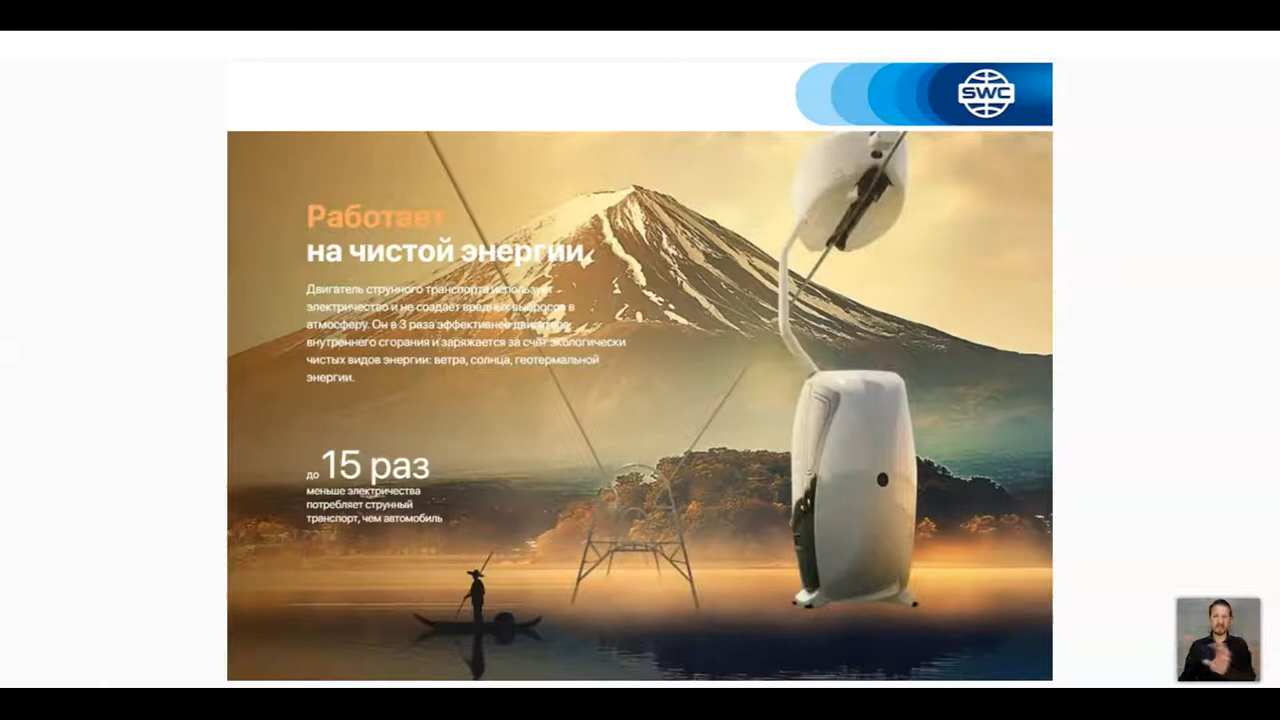 SWC
Работает
на чистой энергии
Двигатель струнного транспорта использует
электричество и не создаёт вредных выбросов в
атмосферу. Он в 3 раза эффективнее двигателя
внутреннего сгорания и заряжается за счёт экологически
чистых видов энергии: ветра, солнца, геотермальной
энергии.
до 15 раз
меньше электричества
потребляет струнный
транспорт, чем автомобиль